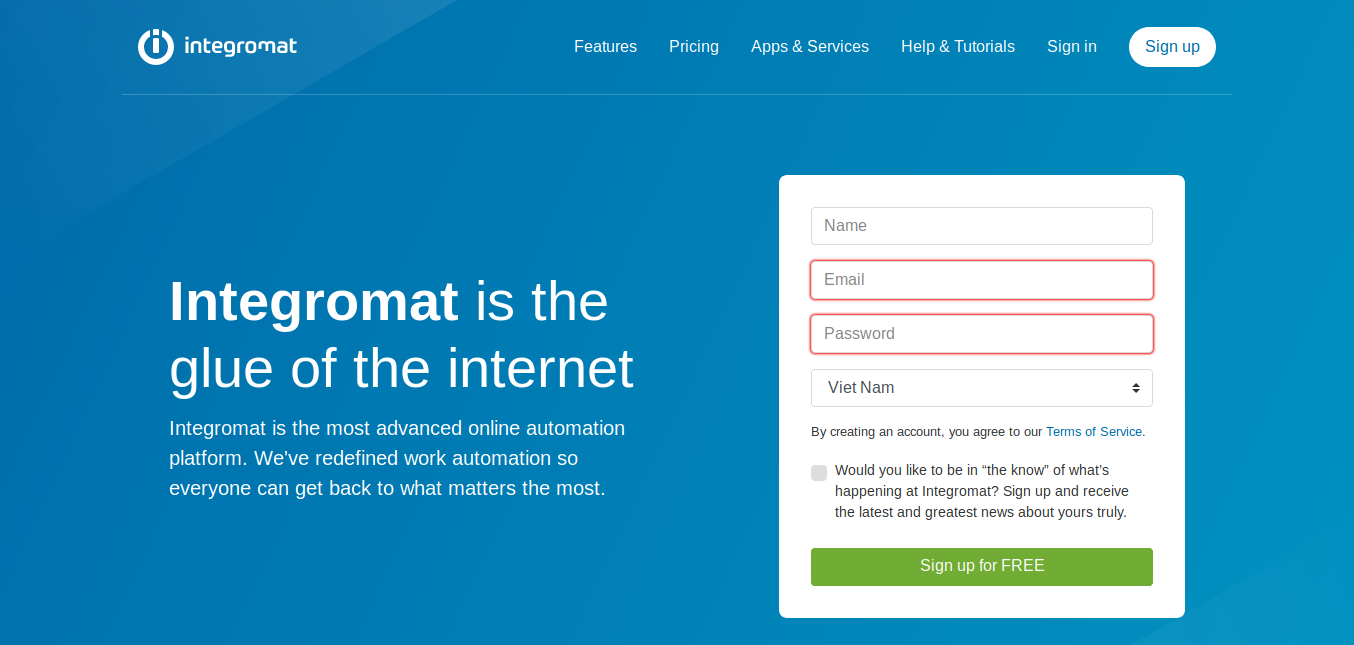 integromat
Features
Pricing
Apps & Services
Help & Tutorials
Sign in
Sign up
Integromat is the
glue of the internet
Integromat is the most advanced online automation
platform. We've redefined work automation so
everyone can get back to what matters the most.
Name
Email
Password
Viet Nam
By creating an account, you agree to our Terms of Service.
Would you like to be in “the know” of what’s
happening at Integromat? Sign up and receive
the latest and greatest news about yours truly.
Sign up for FREE